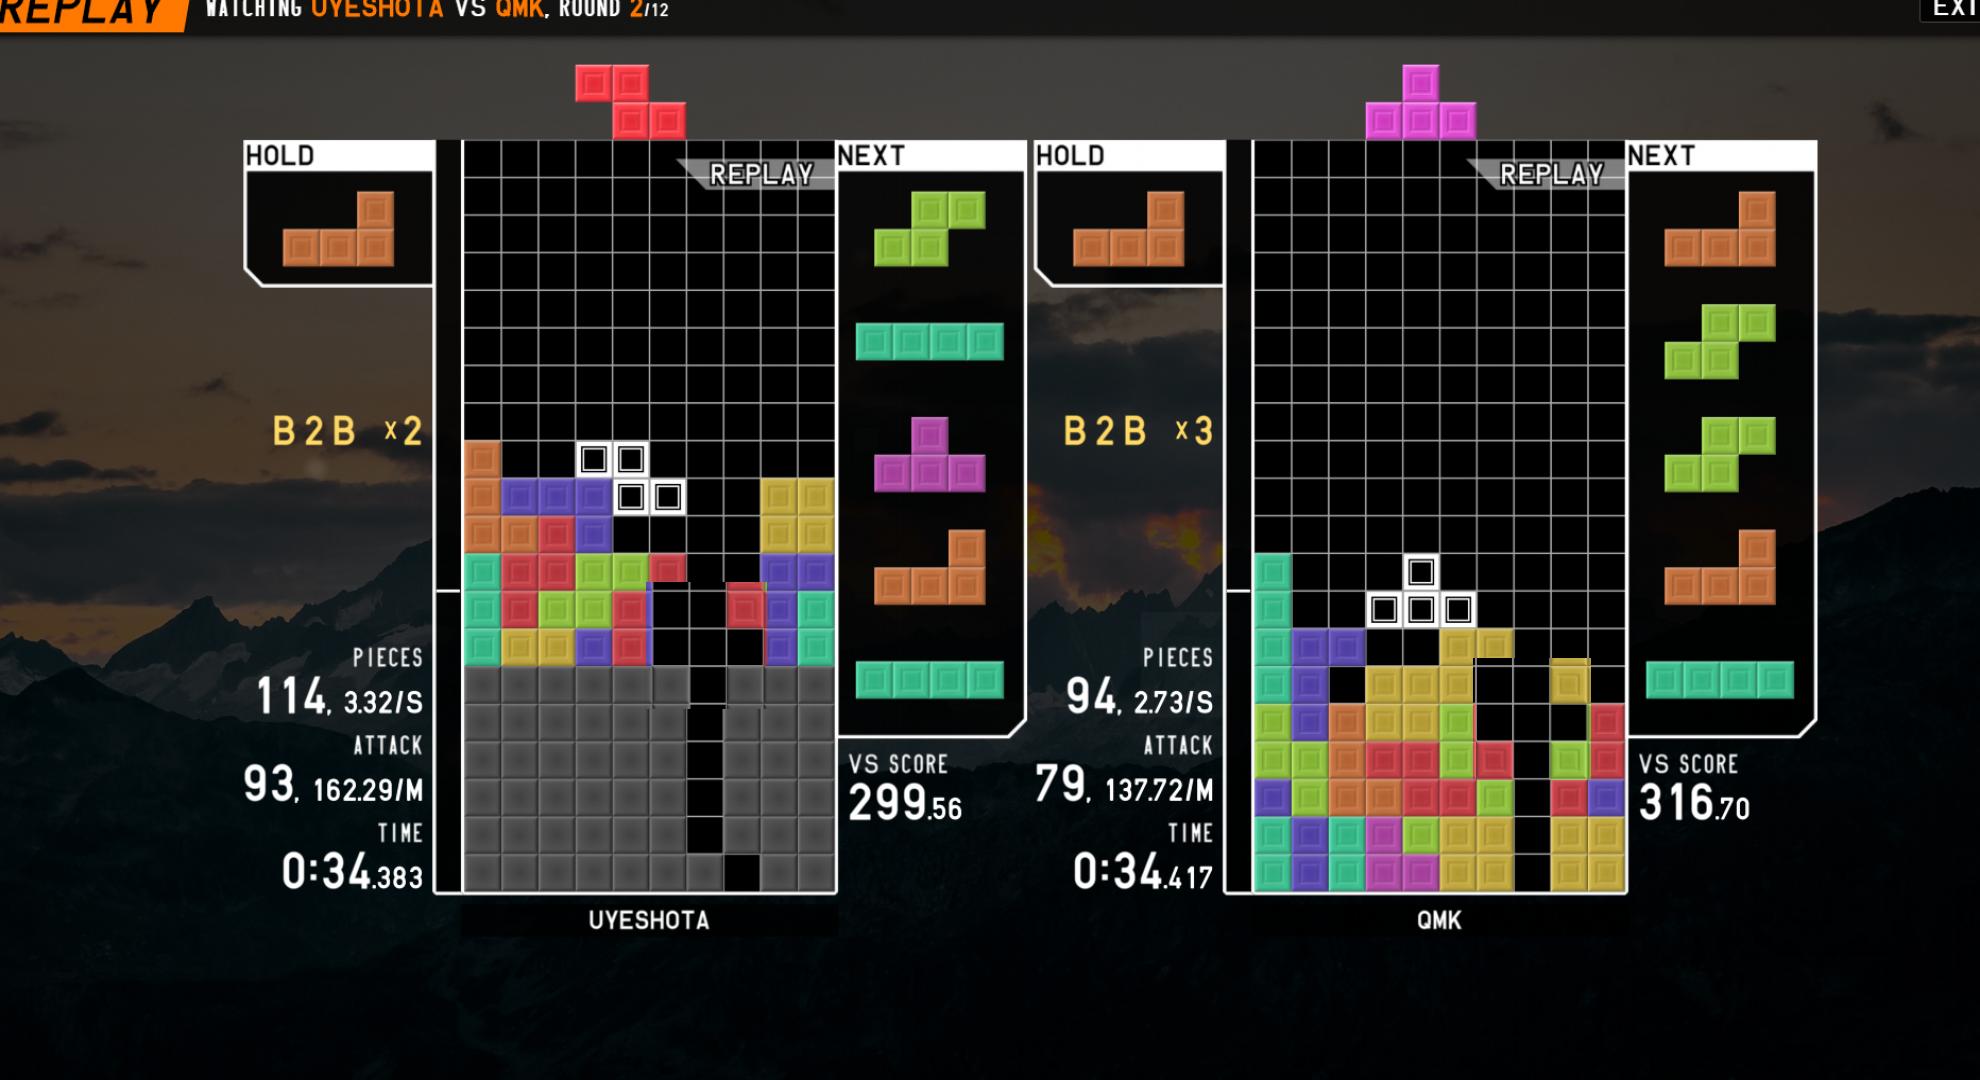 REPLAY WATCHING UYESHOTA VS QMK, ROUND 2/12
HOLD
REPLAY
NEXT
B2B ×2
PIECES
114, 3.32/S
ATTACK
93, 162.29/M
TIME
0:34.383
VS SCORE
299.56
UYESHOTA
HOLD
REPLAY
NEXT
B2B ×3
PIECES
94, 2.73/S
ATTACK
79, 137.72/M
TIME
0:34.417
VS SCORE
316.70
QMK